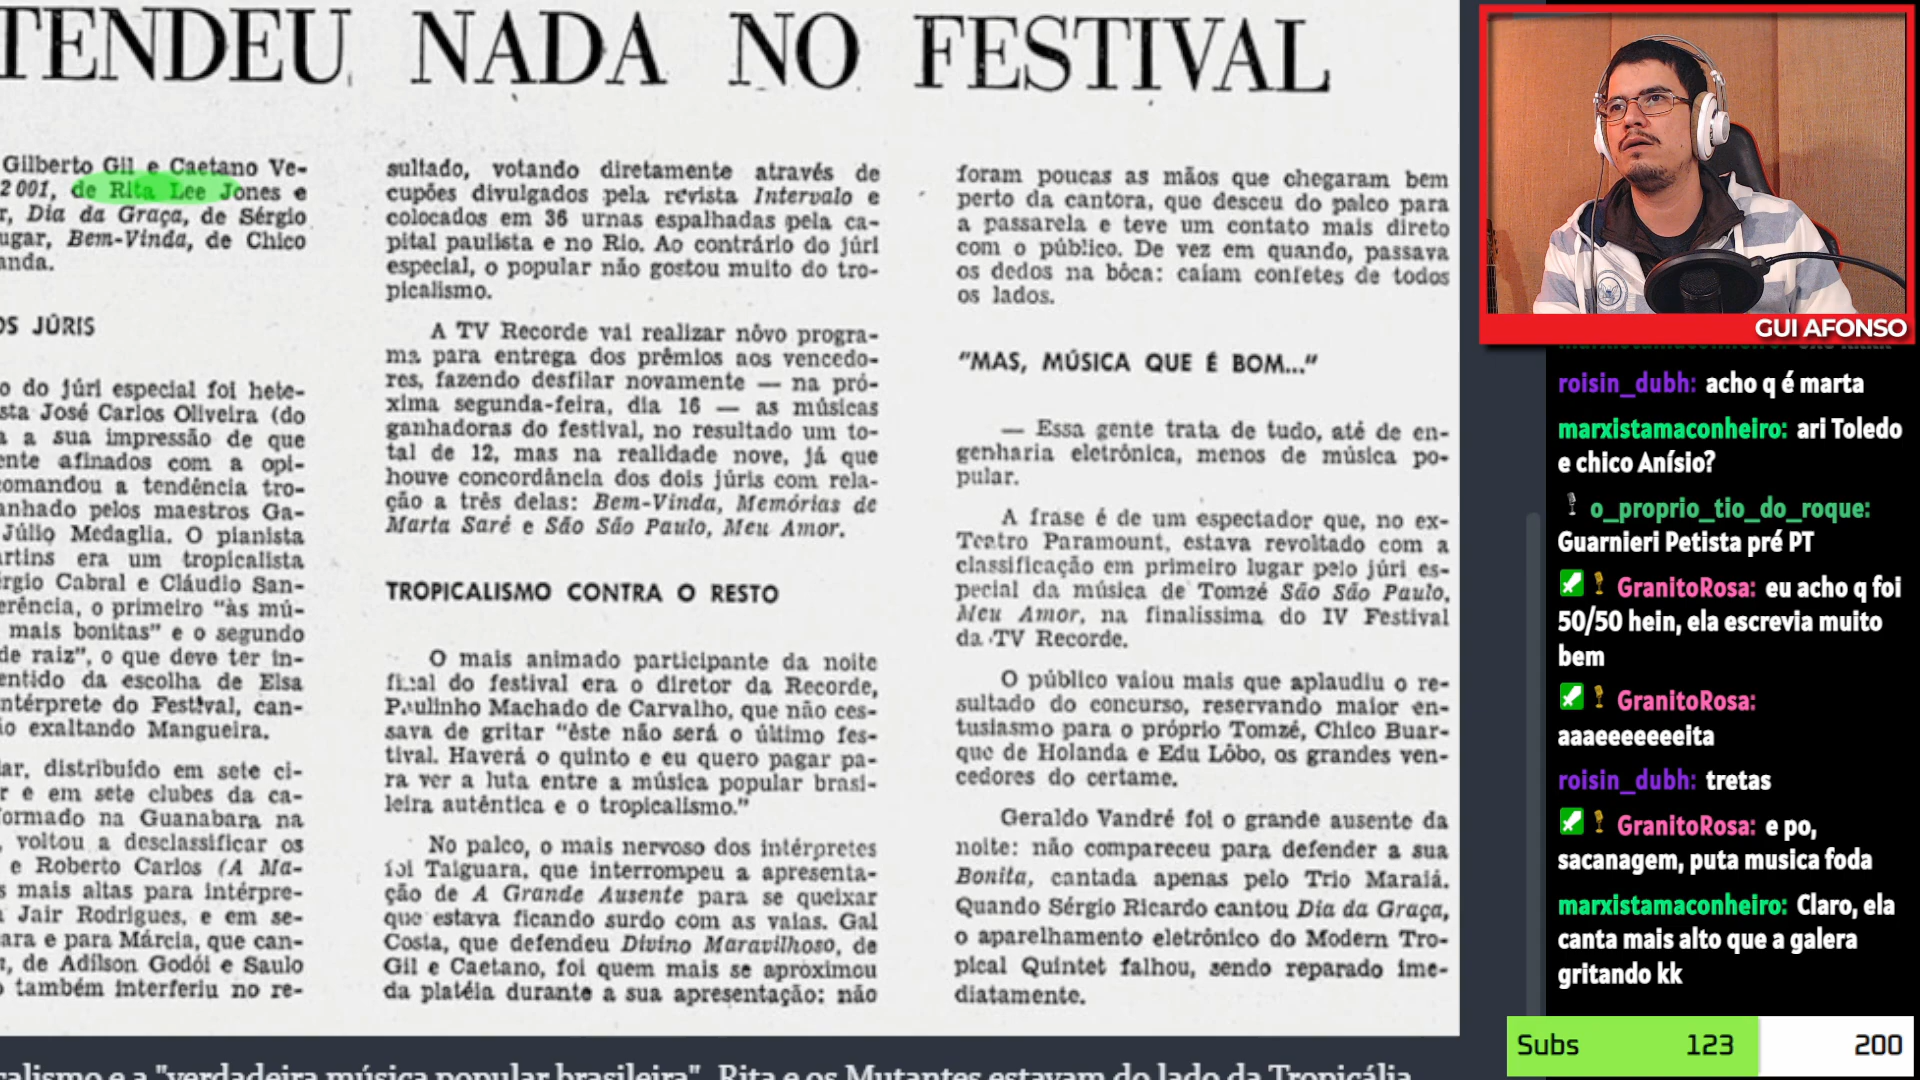 TENDEU NADA NO FESTIVAL
Gilberto Gil e Caetano Ve-
2 001, de Rita Lee Jones e
r, Dia da Graça, de Sérgio
ugar, Bem-Vinda, de Chico
anda.
OS JÚRIS
o do júri especial foi hete-
sta José Carlos Oliveira (do
a a sua impressão de que
ente afinados com a opi-
comandou a tendência tro-
anhado pelos maestros Ga-
Júlio Medaglia. O pianista
artins era um tropicalista
érgio Cabral e Cláudio San-
erência, o primeiro "às mú-
mais bonitas" e o segundo
de raiz", o que deve ter in-
entido da escolha de Elsa
ntérprete do Festival, can-
ão exaltando Mangueira.
lar, distribuído em sete ci-
r e em sete clubes da ca-
formado na Guanabara na
, voltou a desclassificar os
e Roberto Carlos (A Ma-
s mais altas para intérpre-
a Jair Rodrigues, e em se-
ara e para Márcia, que can-
a, de Adílson Godói e Saulo
o também interferiu no re-
sultado, votando diretamente através de
cupões divulgados pela revista Intervalo e
colocados em 36 urnas espalhadas pela ca-
pital paulista e no Rio. Ao contrário do júri
especial, o popular não gostou muito do tro-
picalismo.
A TV Recorde vai realizar nôvo progra-
ma para entrega dos prêmios aos vencedo-
res, fazendo desfilar novamente — na pró-
xima segunda-feira, dia 16 — as músicas
ganhadoras do festival, no resultado um to-
tal de 12, mas na realidade nove, já que
houve concordância dos dois júris com rela-
ção a três delas: Bem-Vinda, Memórias de
Marta Saré e São São Paulo, Meu Amor.
TROPICALISMO CONTRA O RESTO
O mais animado participante da noite
final do festival era o diretor da Recorde,
Paulinho Machado de Carvalho, que não ces-
sava de gritar "êste não será o último fes-
tival. Haverá o quinto e eu quero pagar pa-
ra ver a luta entre a música popular brasi-
leira autêntica e o tropicalismo."
No palco, o mais nervoso dos intérpretes
foi Taiguara, que interrompeu a apresenta-
ção de A Grande Ausente para se queixar
que estava ficando surdo com as vaias. Gal
Costa, que defendeu Divino Maravilhoso, de
Gil e Caetano, foi quem mais se aproximou
da platéia durante a sua apresentação: não
foram poucas as mãos que chegaram bem
perto da cantora, que desceu do palco para
a passarela e teve um contato mais direto
com o público. De vez em quando, passava
os dedos na bôca: caíam confetes de todos
os lados.
"MAS, MÚSICA QUE É BOM..."
— Essa gente trata de tudo, até de en-
genharia eletrônica, menos de música po-
pular.
A frase é de um espectador que, no ex-
Teatro Paramount, estava revoltado com a
classificação em primeiro lugar pelo júri es-
pecial da música de Tomzé São São Paulo,
Meu Amor, na finalíssima do IV Festival
da TV Recorde.
O público vaiou mais que aplaudiu o re-
sultado do concurso, reservando maior en-
tusiasmo para o próprio Tomzé, Chico Buar-
que de Holanda e Edu Lôbo, os grandes ven-
cedores do certame.
Geraldo Vandré foi o grande ausente da
noite: não compareceu para defender a sua
Bonita, cantada apenas pelo Trio Maraiá.
Quando Sérgio Ricardo cantou Dia da Graça,
o aparelhamento eletrônico do Modern Tro-
pical Quintet falhou, sendo reparado ime-
diatamente.
calismo e a "verdadeira música popular brasileira". Rita e os Mutantes estavam do lado da Tropicália
GUI AFONSO
roisin_dubh: acho q é marta
marxistamaconheiro: ari Toledo
e chico Anísio?
o_proprio_tio_do_roque:
Guarnieri Petista pré PT
GranitoRosa: eu acho q foi
50/50 hein, ela escrevia muito
bem
GranitoRosa:
aaaeeeeeeeita
roisin_dubh: tretas
GranitoRosa: e po,
sacanagem, puta musica foda
marxistamaconheiro: Claro, ela
canta mais alto que a galera
gritando kk
Subs 123 200